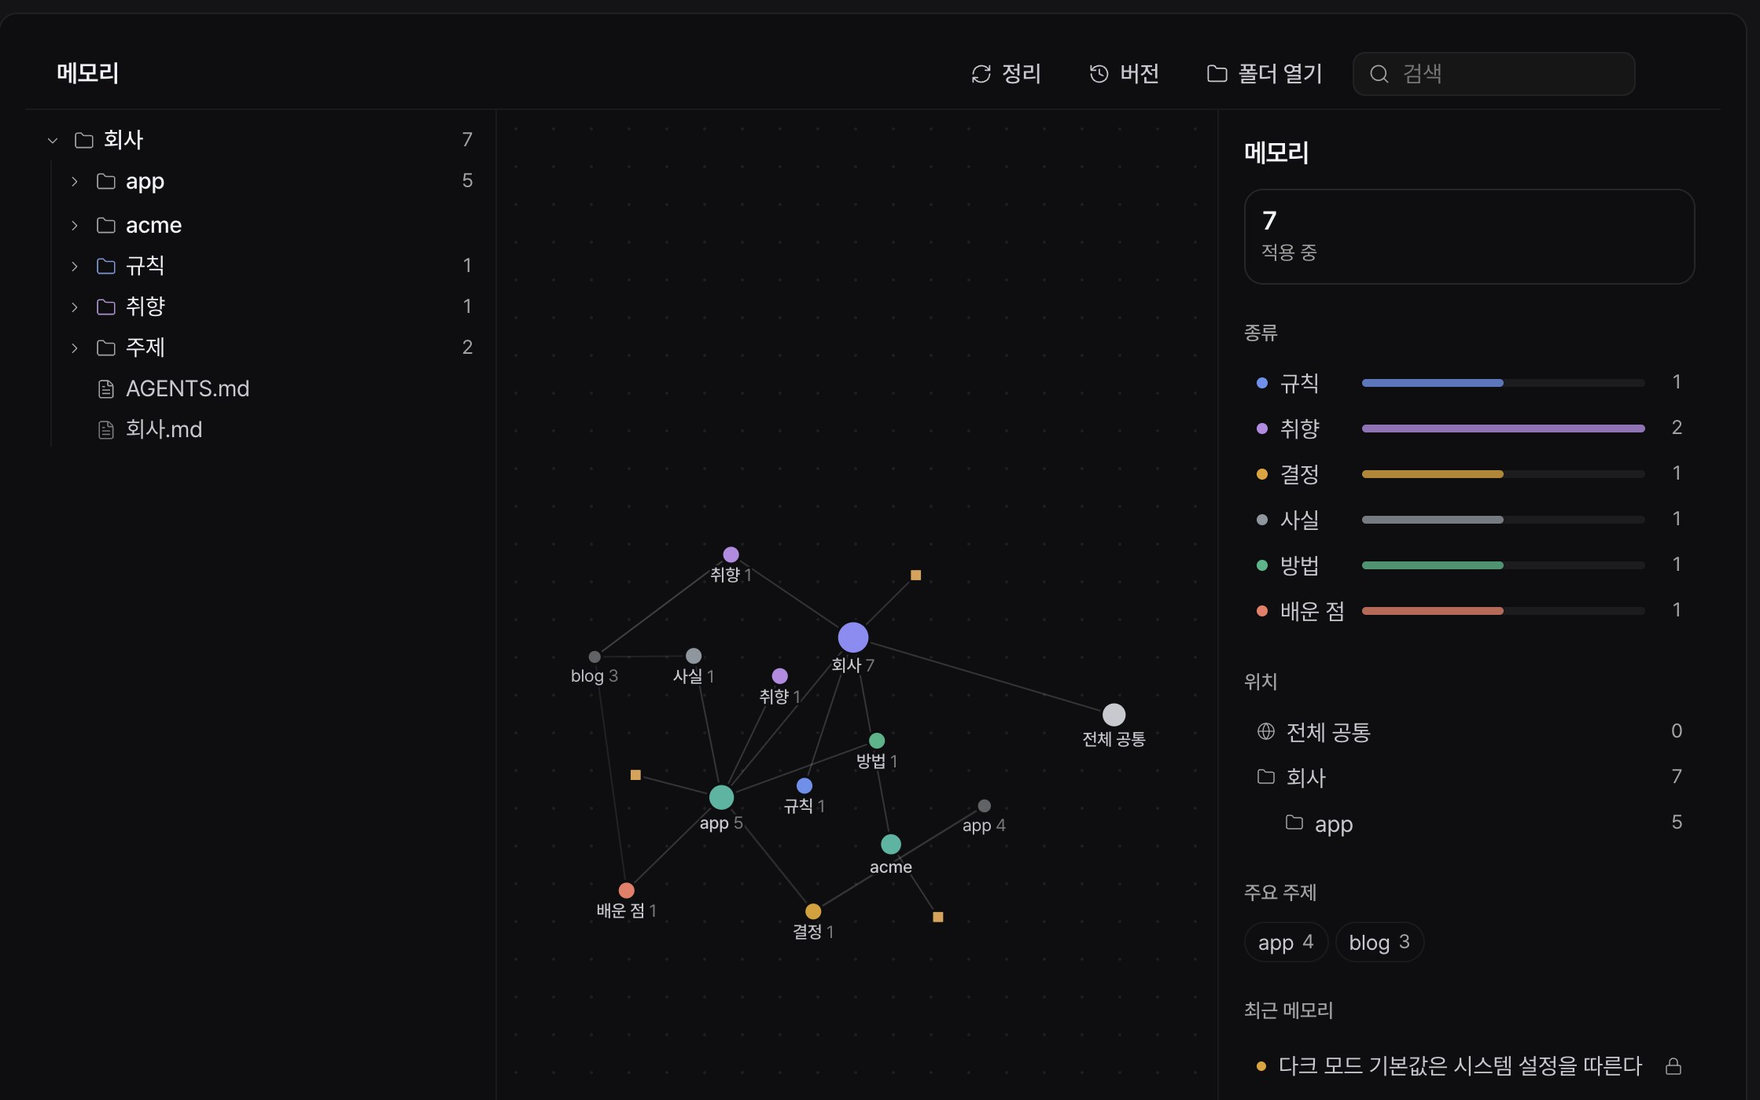 메모리
정리
버전
폴더 열기
검색
회사 7
app 5
acme
규칙 1
취향 1
주제 2
AGENTS.md
회사.md
취향 1
회사 7
blog 3
사실 1
취향 1
전체 공통
방법 1
규칙 1
app 5
app 4
acme
배운 점 1
결정 1
메모리
7
적용 중
종류
규칙 1
취향 2
결정 1
사실 1
방법 1
배운 점 1
위치
전체 공통 0
회사 7
app 5
주요 주제
app 4
blog 3
최근 메모리
다크 모드 기본값은 시스템 설정을 따른다